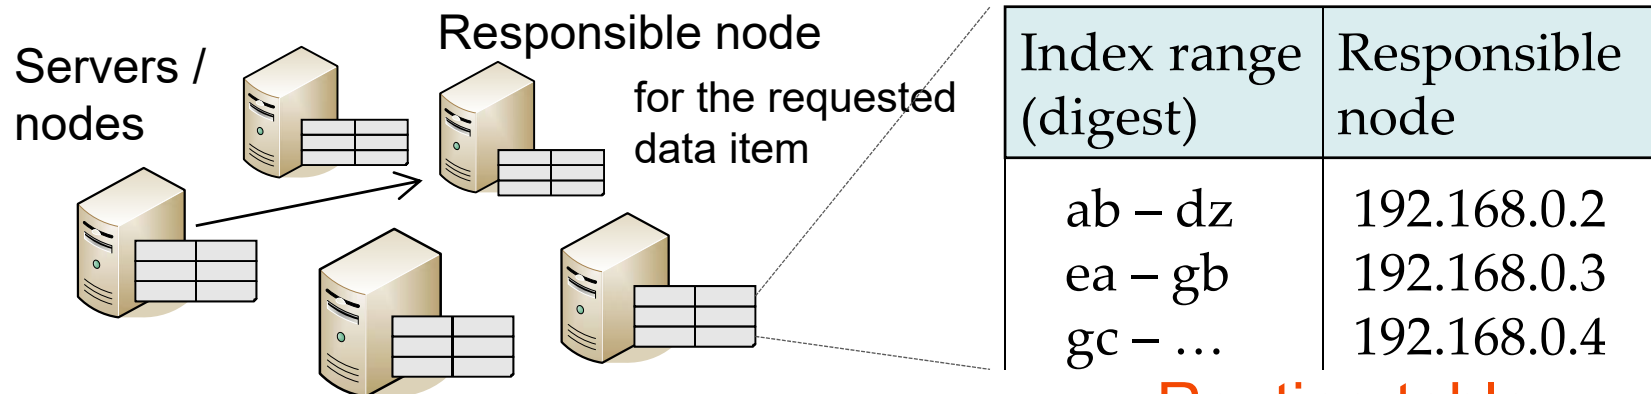 Servers /
nodes
Responsible node
for the requested
data item
Index range
(digest)
Responsible
node
ab – dz 192.168.0.2
ea – gb 192.168.0.3
gc – … 192.168.0.4